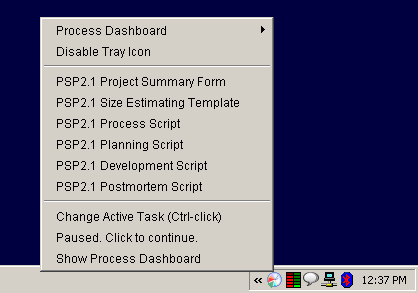 Process Dashboard
Disable Tray Icon
PSP2.1 Project Summary Form
PSP2.1 Size Estimating Template
PSP2.1 Process Script
PSP2.1 Planning Script
PSP2.1 Development Script
PSP2.1 Postmortem Script
Change Active Task (Ctrl-click)
Paused. Click to continue.
Show Process Dashboard
12:37 PM